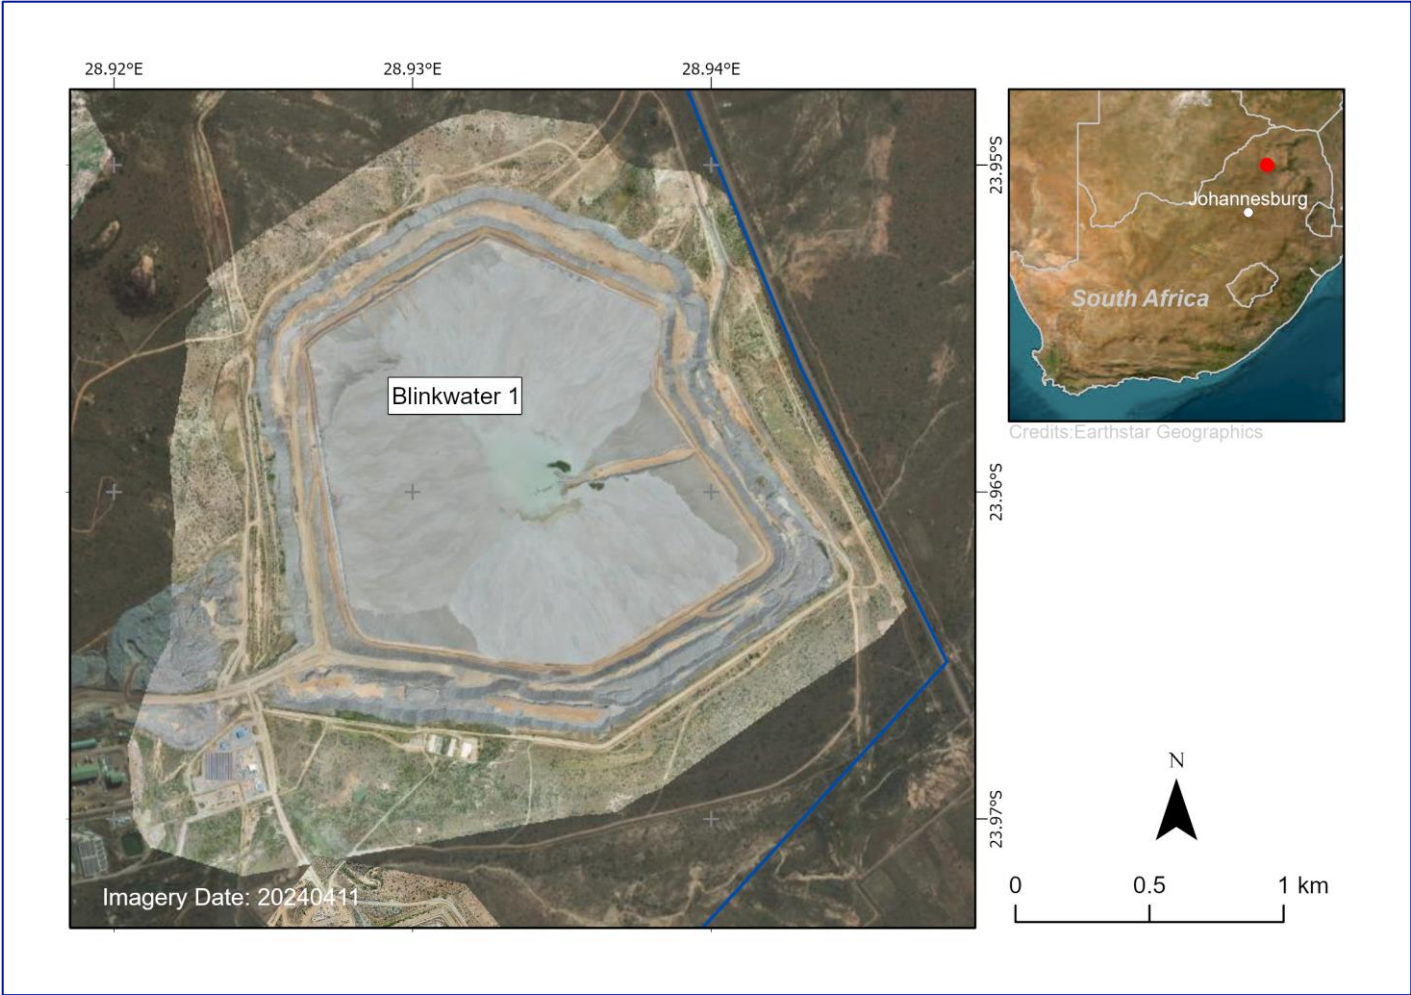 28.92°E
28.93°E
28.94°E
23.95°S
23.96°S
23.97°S
Blinkwater 1
Imagery Date: 20240411
Johannesburg
South Africa
Credits:Earthstar Geographics
N
0 0.5 1 km